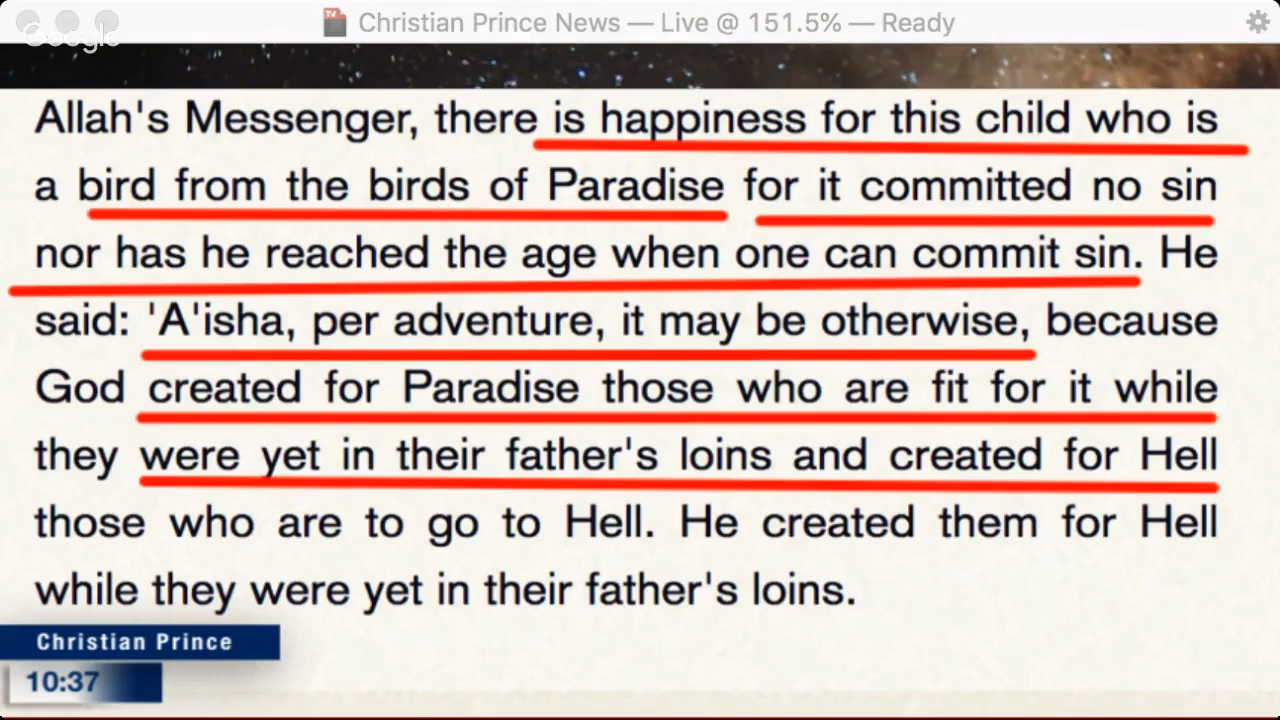 Christian Prince News — Live @ 151.5% — Ready
Google
Allah's Messenger, there is happiness for this child who is
a bird from the birds of Paradise for it committed no sin
nor has he reached the age when one can commit sin. He
said: 'A'isha, per adventure, it may be otherwise, because
God created for Paradise those who are fit for it while
they were yet in their father's loins and created for Hell
those who are to go to Hell. He created them for Hell
while they were yet in their father's loins.
Christian Prince
10:37